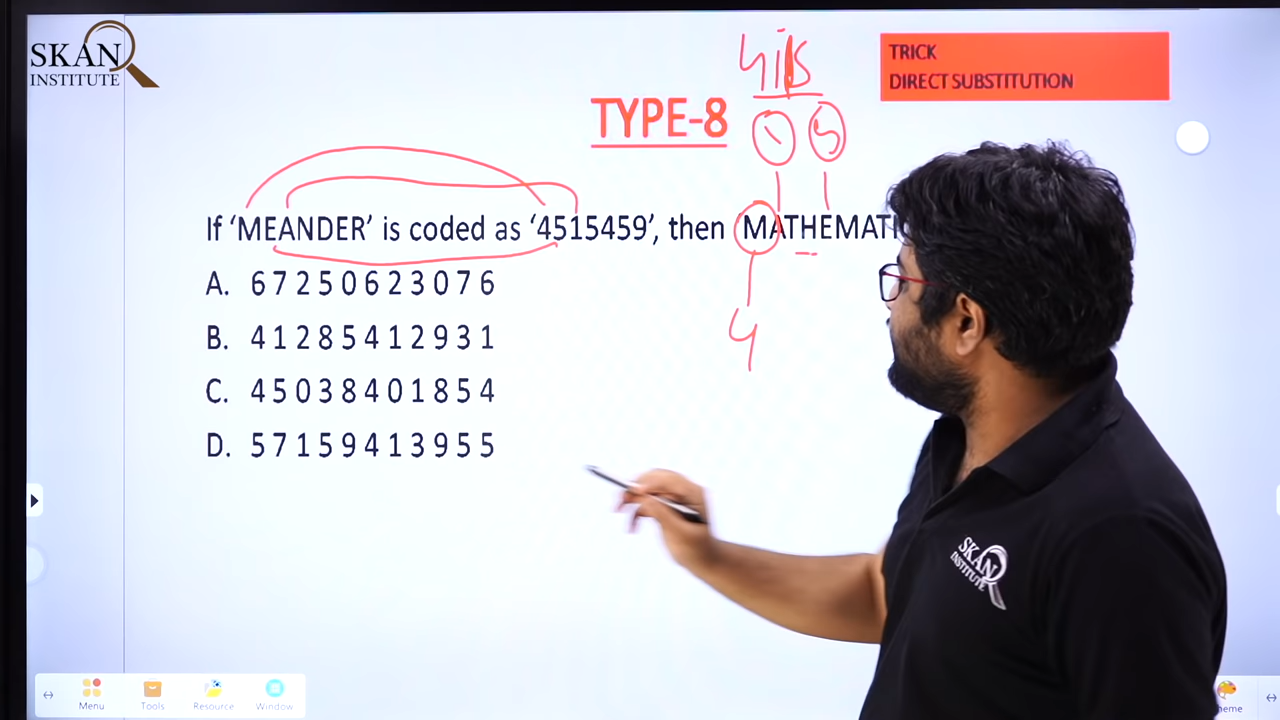 SKAN
INSTITUTE
TRICK
DIRECT SUBSTITUTION
TYPE-8
If ‘MEANDER’ is coded as ‘4515459’, then ‘MATHEMATI
A. 6 7 2 5 0 6 2 3 0 7 6
B. 4 1 2 8 5 4 1 2 9 3 1
C. 4 5 0 3 8 4 0 1 8 5 4
D. 5 7 1 5 9 4 1 3 9 5 5
4
SKAN
INSTITUTE
Menu
Tools
Resource
Window